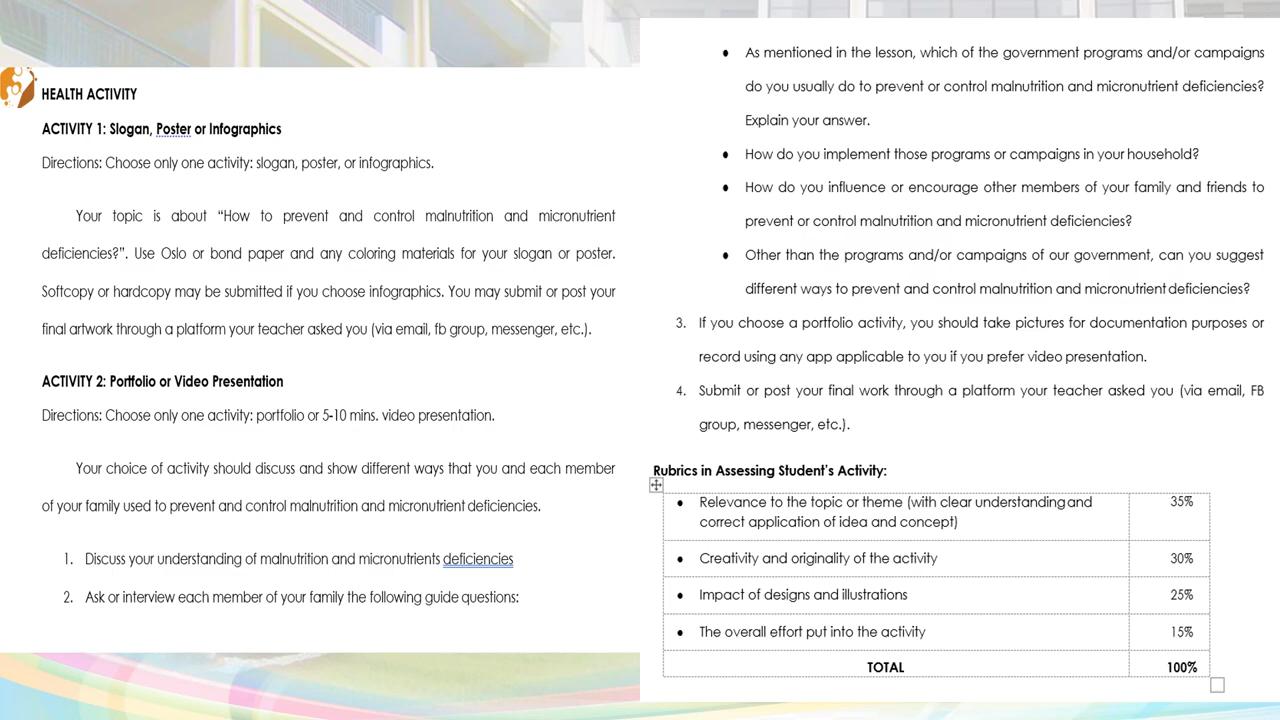 HEALTH ACTIVITY
ACTIVITY 1: Slogan, Poster or Infographics
Directions: Choose only one activity: slogan, poster, or infographics.
Your topic is about “How to prevent and control malnutrition and micronutrient
deficiencies?”. Use Oslo or bond paper and any coloring materials for your slogan or poster.
Softcopy or hardcopy may be submitted if you choose infographics. You may submit or post your
final artwork through a platform your teacher asked you (via email, fb group, messenger, etc.).
ACTIVITY 2: Portfolio or Video Presentation
Directions: Choose only one activity: portfolio or 5-10 mins. video presentation.
Your choice of activity should discuss and show different ways that you and each member
of your family used to prevent and control malnutrition and micronutrient deficiencies.
1. Discuss your understanding of malnutrition and micronutrients deficiencies
2. Ask or interview each member of your family the following guide questions:
• As mentioned in the lesson, which of the government programs and/or campaigns
do you usually do to prevent or control malnutrition and micronutrient deficiencies?
Explain your answer.
• How do you implement those programs or campaigns in your household?
• How do you influence or encourage other members of your family and friends to
prevent or control malnutrition and micronutrient deficiencies?
• Other than the programs and/or campaigns of our government, can you suggest
different ways to prevent and control malnutrition and micronutrient deficiencies?
3. If you choose a portfolio activity, you should take pictures for documentation purposes or
record using any app applicable to you if you prefer video presentation.
4. Submit or post your final work through a platform your teacher asked you (via email, FB
group, messenger, etc.).
Rubrics in Assessing Student’s Activity:
• Relevance to the topic or theme (with clear understanding and 35%
correct application of idea and concept)
• Creativity and originality of the activity 30%
• Impact of designs and illustrations 25%
• The overall effort put into the activity 15%
TOTAL 100%